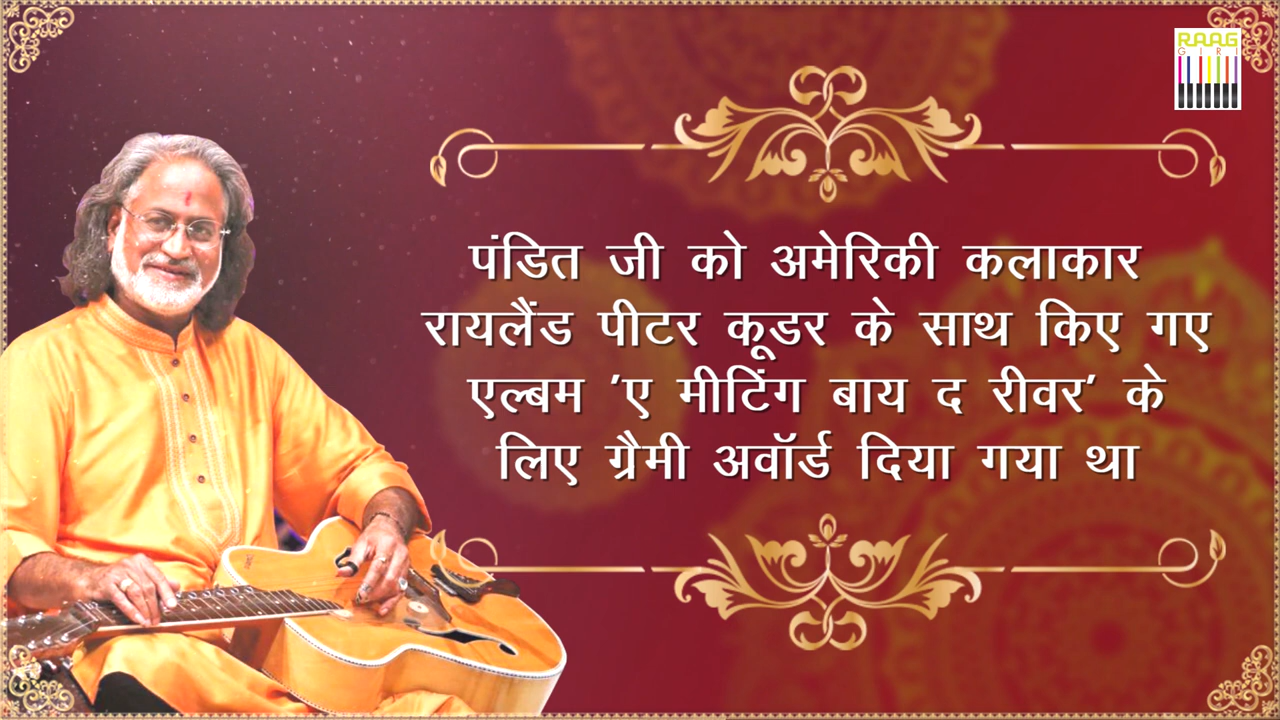 RAAG
GIRI
पंडित जी को अमेरिकी कलाकार
रायलैंड पीटर कूडर के साथ किए गए
एल्बम 'ए मीटिंग बाय द रीवर' के
लिए ग्रैमी अवॉर्ड दिया गया था